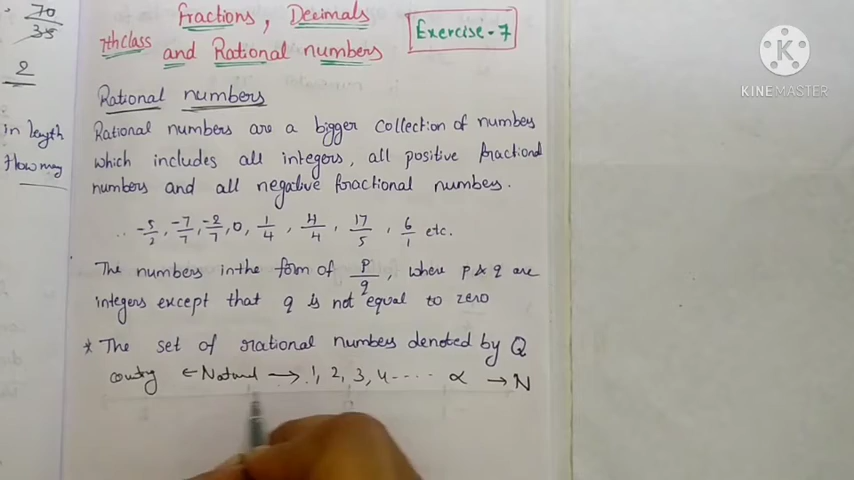 70
35
2
in length
How many
Fractions, Decimals
7th class
and Rational numbers
Exercise-7
KINEMASTER
Rational numbers
Rational numbers are a bigger collection of numbers
which includes all integers, all positive fractional
numbers and all negative fractional numbers.
.. -5/2, -7/7, -2/7, 0, 1/4, 4/4, 17/5, 6/1 etc.
The numbers in the form of p/q, where p & q are
integers except that q is not equal to zero
* The set of rational numbers denoted by Q
← Natural → 1, 2, 3, 4.... α → N